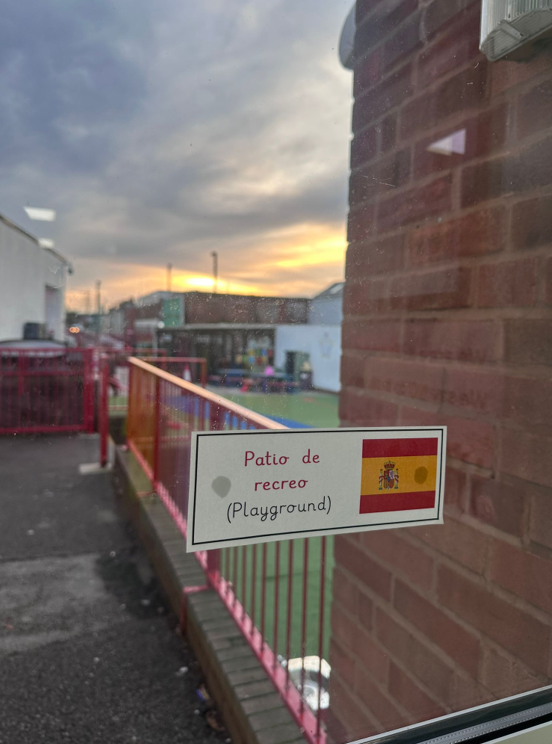 Patio de
recreo
(Playground)